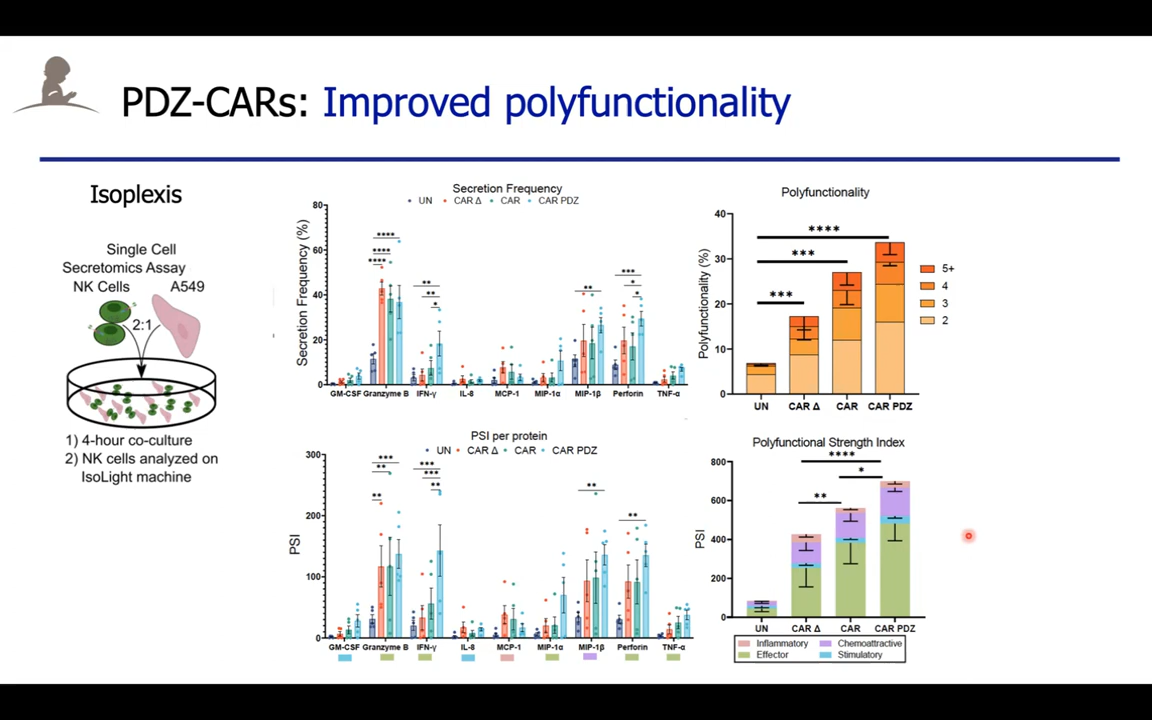 PDZ-CARs: Improved polyfunctionality
Isoplexis
Single Cell
Secretomics Assay
NK Cells A549
2:1
1) 4-hour co-culture
2) NK cells analyzed on
IsoLight machine
Secretion Frequency
UN CAR Δ CAR CAR PDZ
Secretion Frequency (%)
80
60
40
20
0
**** **** **** ** ** * ** *** * *
GM-CSF Granzyme B IFN-γ IL-8 MCP-1 MIP-1α MIP-1β Perforin TNF-α
PSI per protein
UN CAR Δ CAR CAR PDZ
PSI
300
200
100
0
*** ** ** *** *** ** ** **
GM-CSF Granzyme B IFN-γ IL-8 MCP-1 MIP-1α MIP-1β Perforin TNF-α
Polyfunctionality
Polyfunctionality (%)
40
30
20
10
0
****
***
***
UN CAR Δ CAR CAR PDZ
5+
4
3
2
Polyfunctional Strength Index
PSI
800
600
400
200
0
****
*
**
UN CAR Δ CAR CAR PDZ
Inflammatory Chemoattractive
Effector Stimulatory